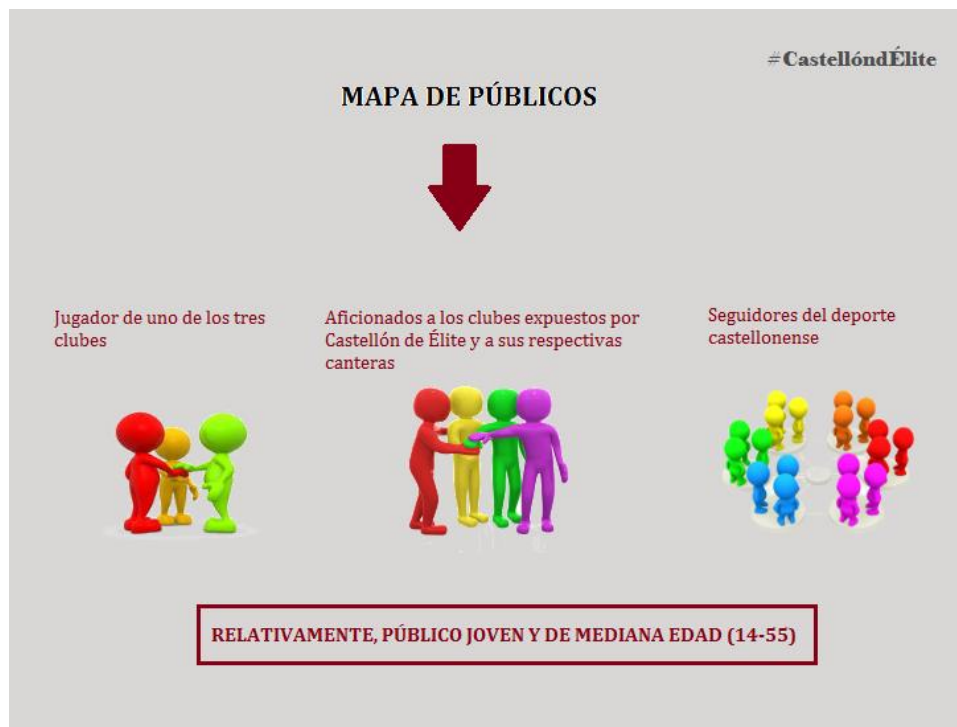 #CastellóndÉlite
MAPA DE PÚBLICOS
Jugador de uno de los tres
clubes
Aficionados a los clubes expuestos por
Castellón de Élite y a sus respectivas
canteras
Seguidores del deporte
castellonense
RELATIVAMENTE, PÚBLICO JOVEN Y DE MEDIANA EDAD (14-55)